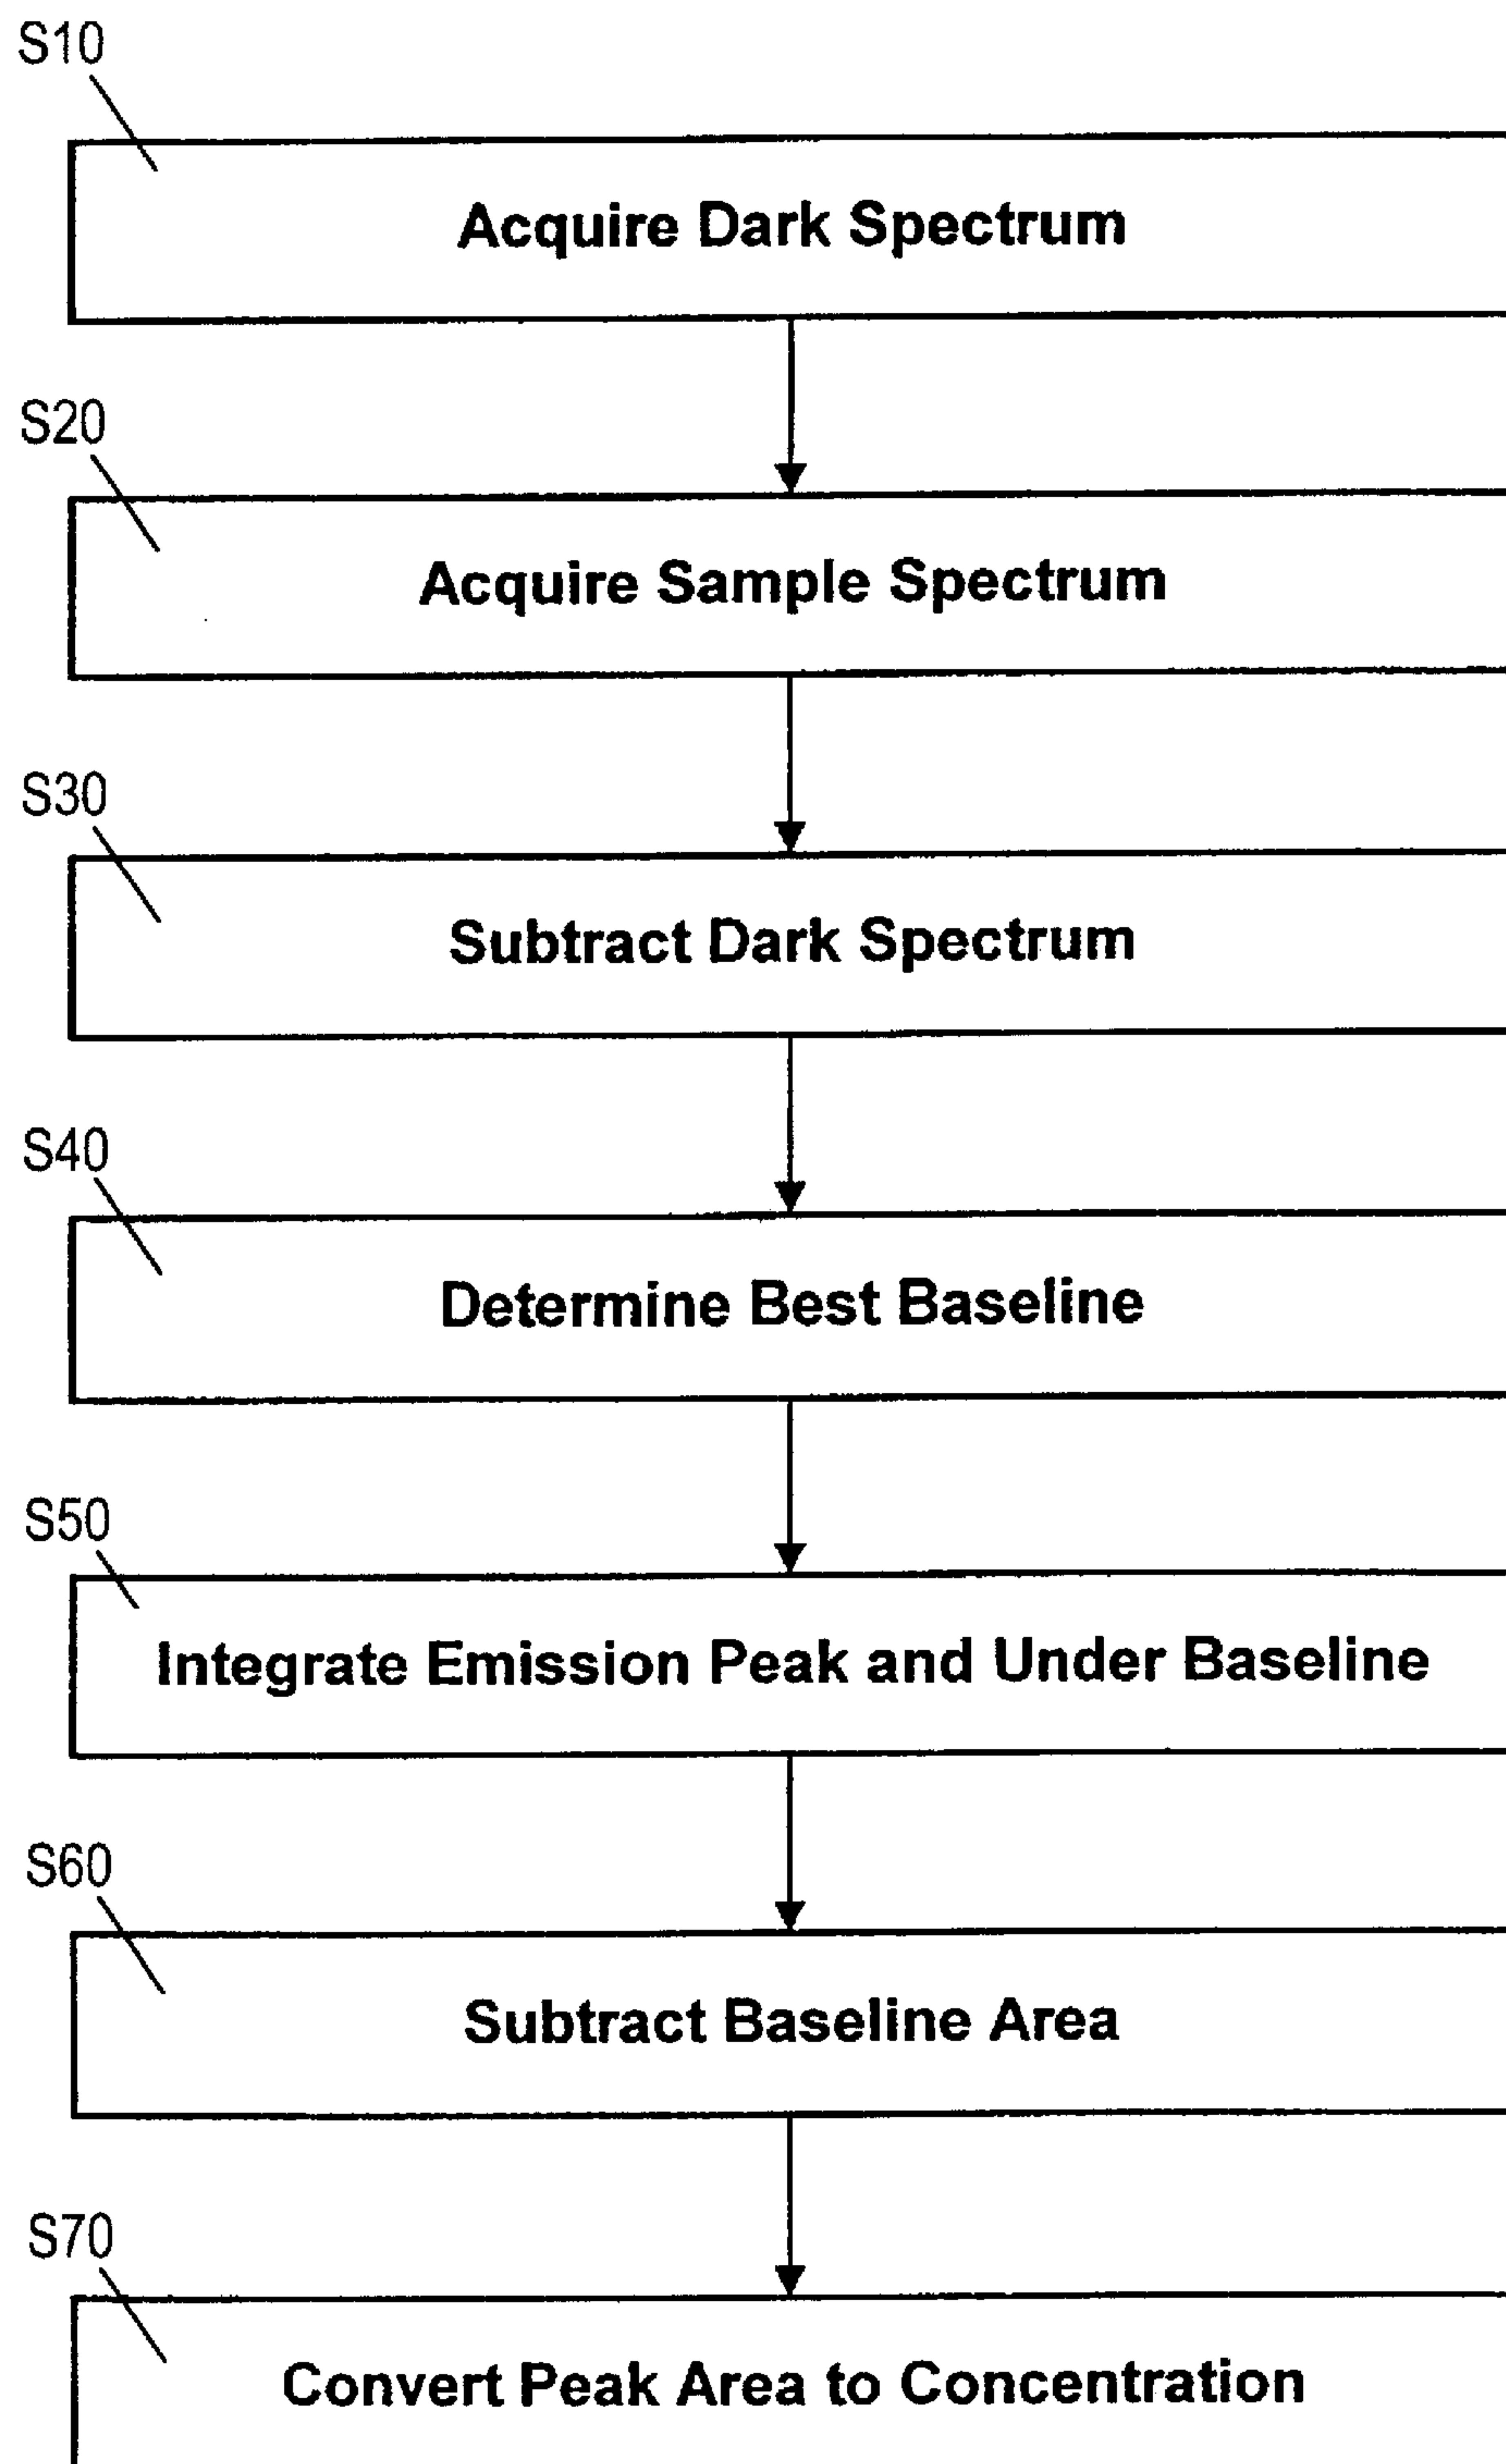 S10
Acquire Dark Spectrum
S20
Acquire Sample Spectrum
S30
Subtract Dark Spectrum
S40
Determine Best Baseline
S50
Integrate Emission Peak and Under Baseline
S60
Subtract Baseline Area
S70
Convert Peak Area to Concentration